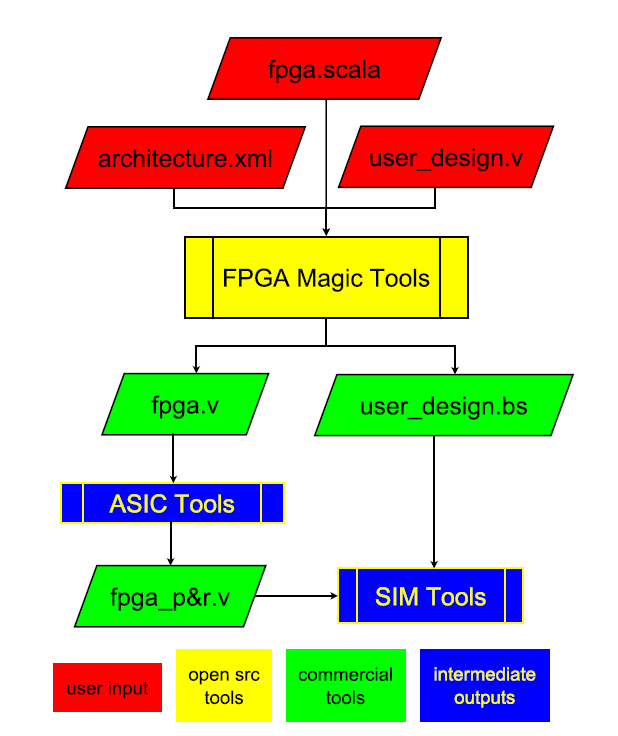 fpga.scala
architecture.xml
user_design.v
FPGA Magic Tools
fpga.v
user_design.bs
ASIC Tools
fpga_p&r.v
SIM Tools
user input
open src
tools
commercial
tools
intermediate
outputs